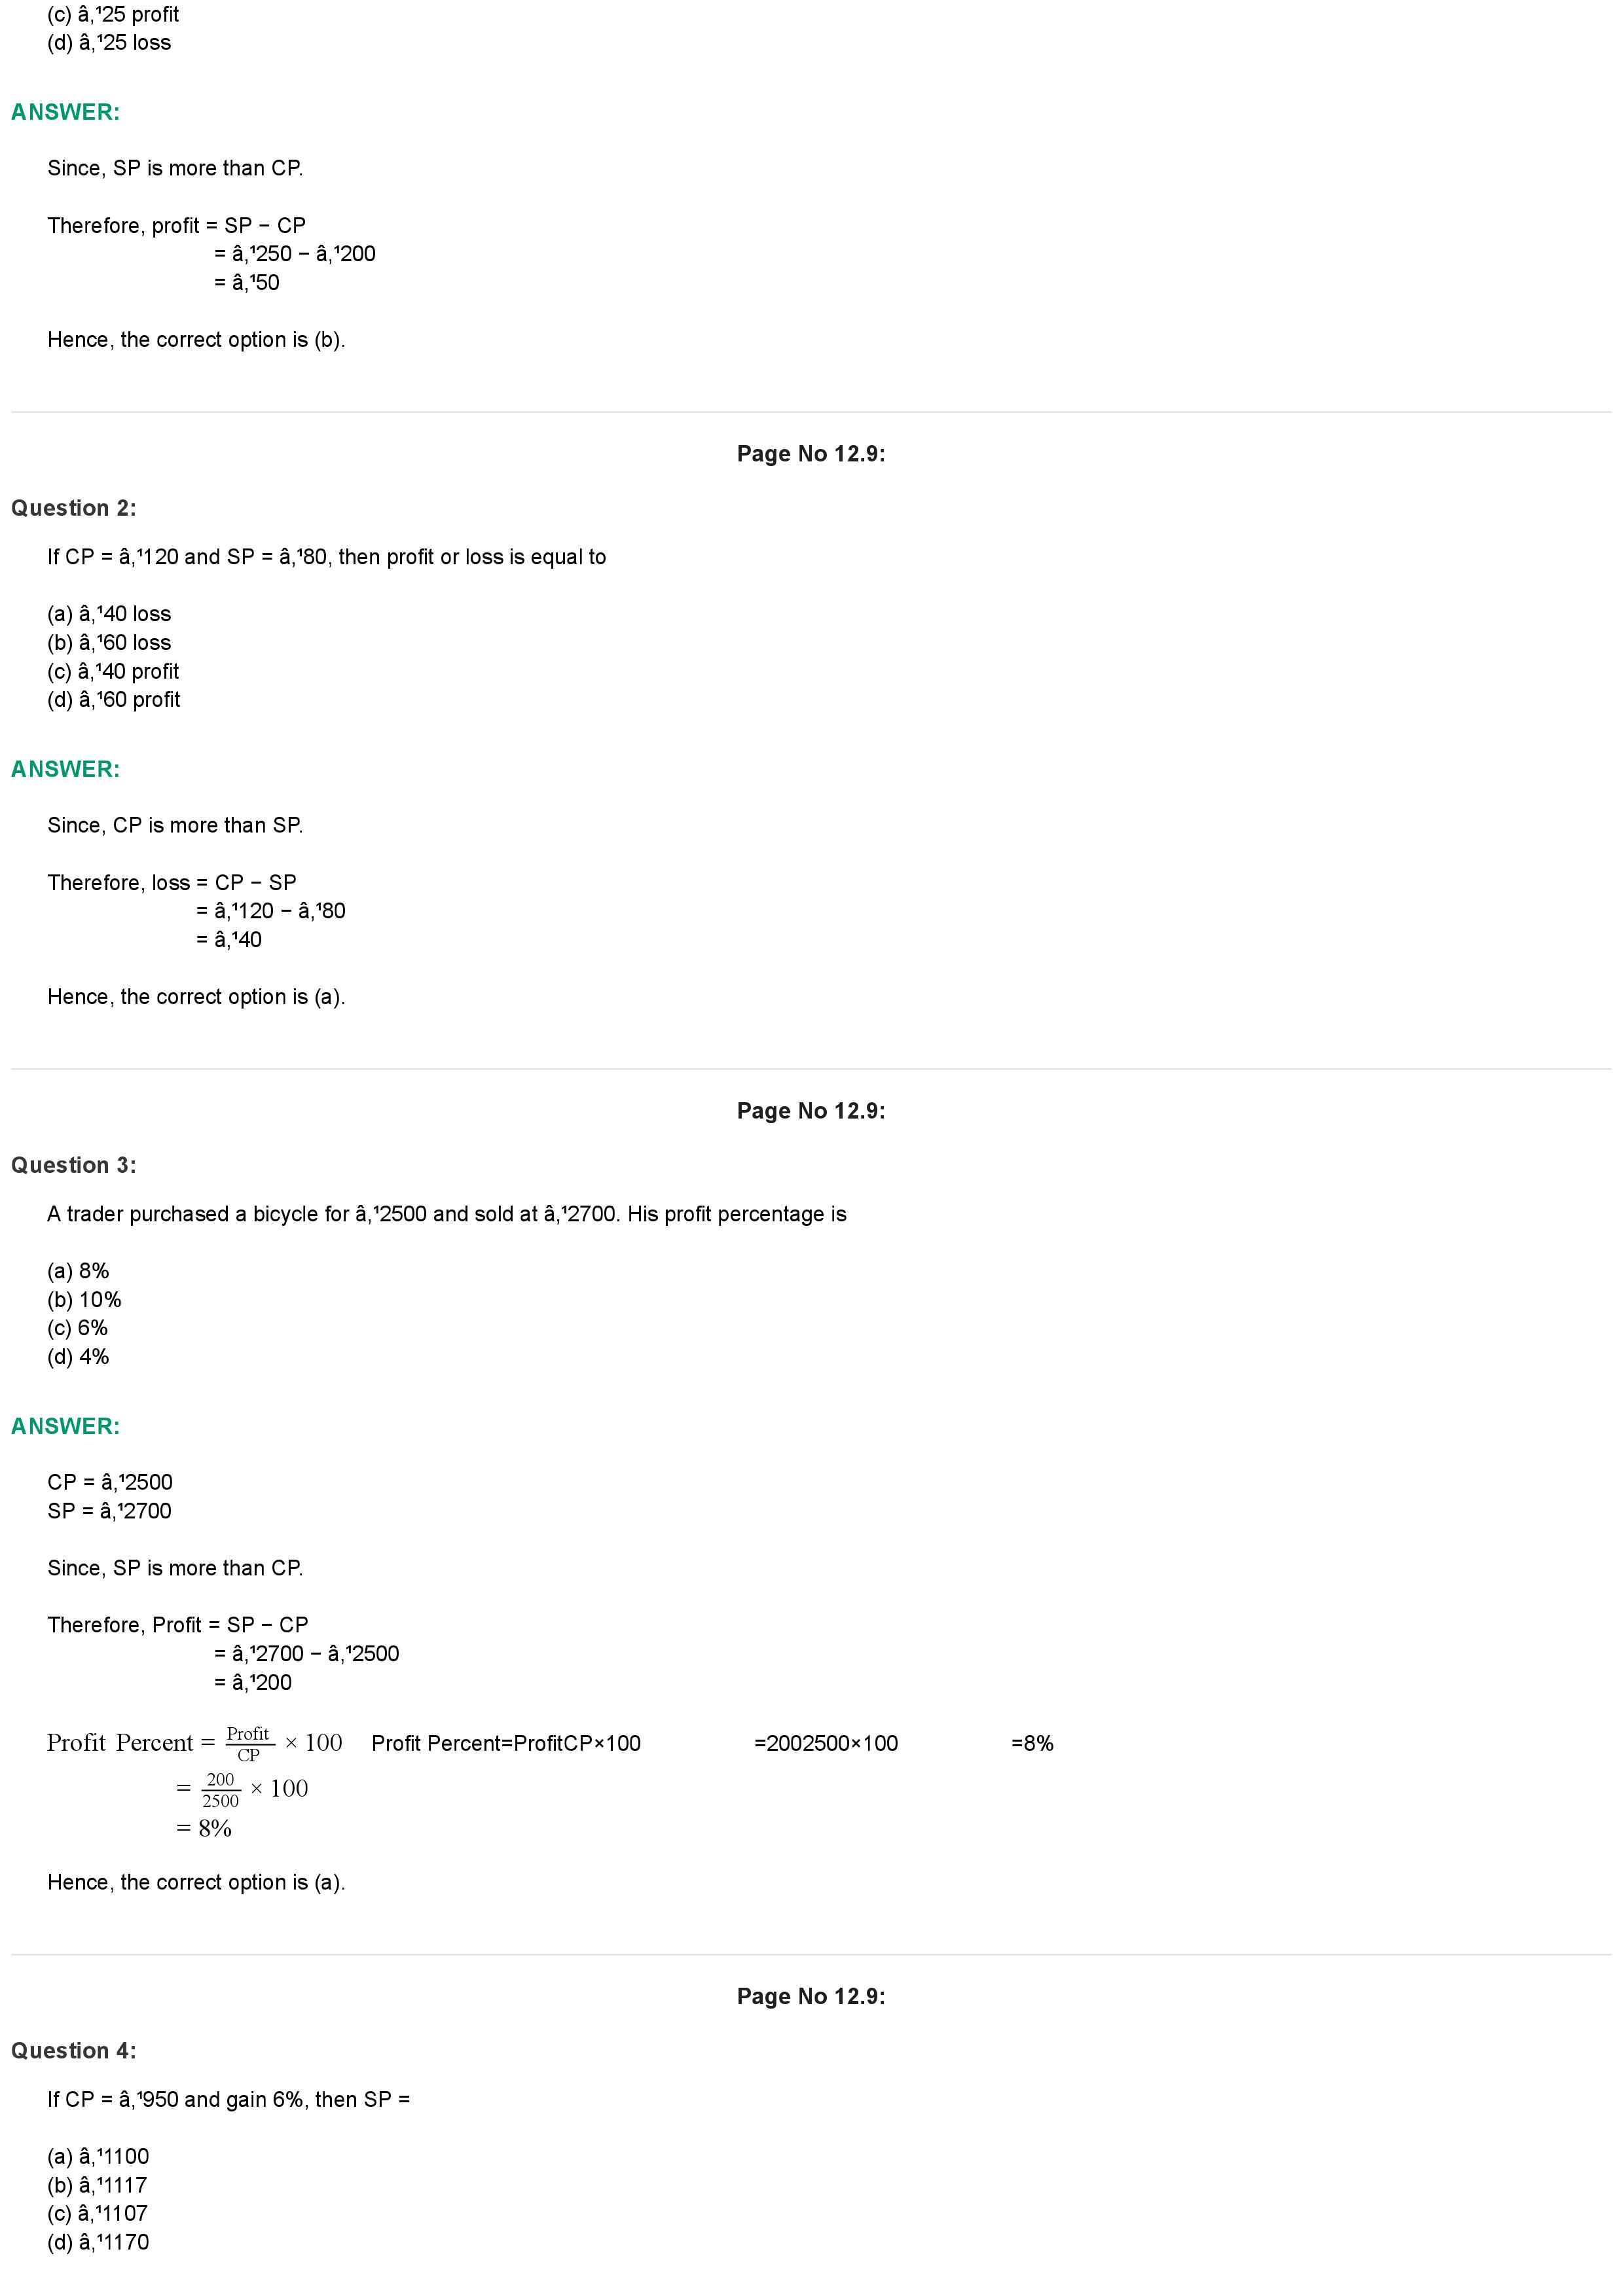 (c) â‚¹25 profit
(d) â‚¹25 loss
ANSWER:
Since, SP is more than CP.
Therefore, profit = SP − CP
= â‚¹250 − â‚¹200
= â‚¹50
Hence, the correct option is (b).
Page No 12.9:
Question 2:
If CP = â‚¹120 and SP = â‚¹80, then profit or loss is equal to
(a) â‚¹40 loss
(b) â‚¹60 loss
(c) â‚¹40 profit
(d) â‚¹60 profit
ANSWER:
Since, CP is more than SP.
Therefore, loss = CP − SP
= â‚¹120 − â‚¹80
= â‚¹40
Hence, the correct option is (a).
Page No 12.9:
Question 3:
A trader purchased a bicycle for â‚¹2500 and sold at â‚¹2700. His profit percentage is
(a) 8%
(b) 10%
(c) 6%
(d) 4%
ANSWER:
CP = â‚¹2500
SP = â‚¹2700
Since, SP is more than CP.
Therefore, Profit = SP − CP
= â‚¹2700 − â‚¹2500
= â‚¹200
Profit Percent = Profit/CP × 100 Profit Percent=ProfitCP×100 =2002500×100 =8%
= 200/2500 × 100
= 8%
Hence, the correct option is (a).
Page No 12.9:
Question 4:
If CP = â‚¹950 and gain 6%, then SP =
(a) â‚¹1100
(b) â‚¹1117
(c) â‚¹1107
(d) â‚¹1170